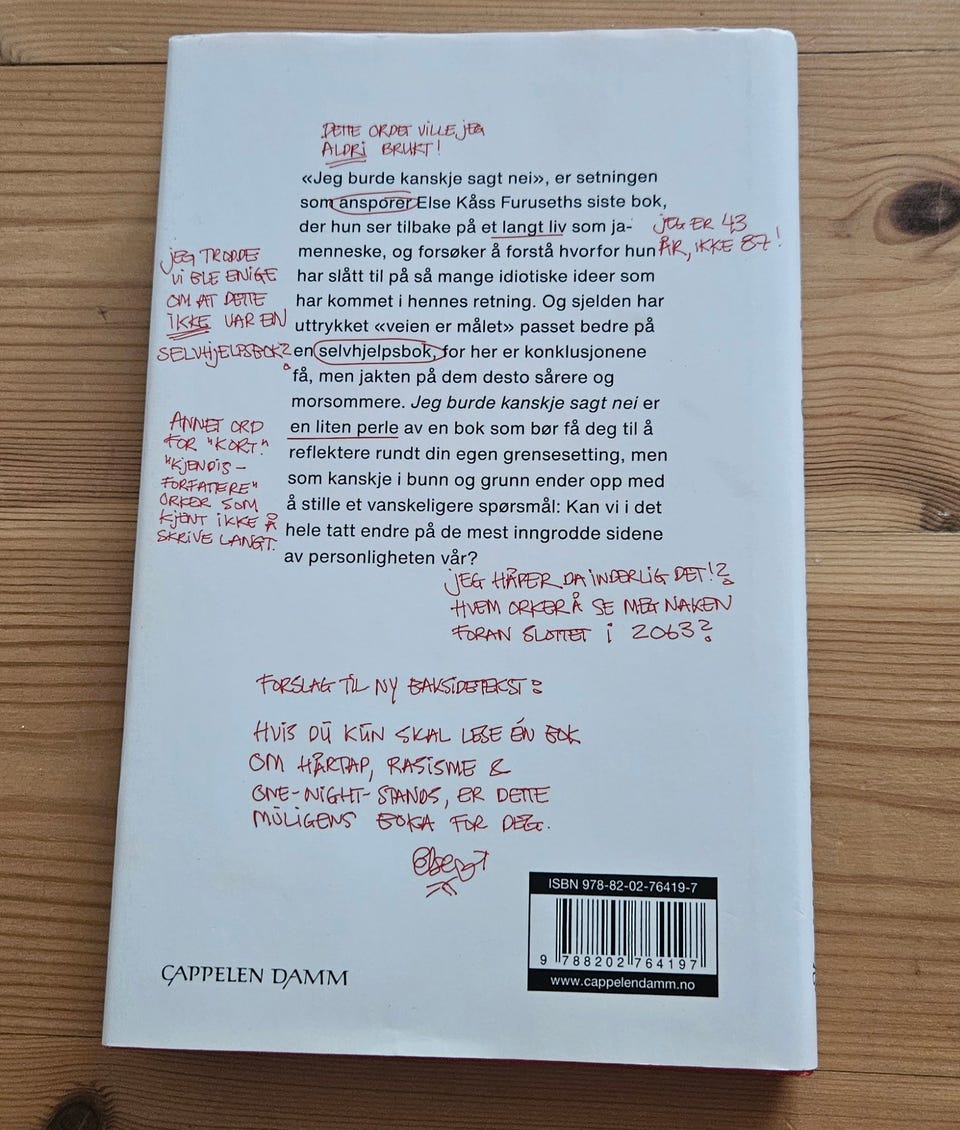 DETTE ORDET VILLE JEG
ALDRI BRUKT!
«Jeg burde kanskje sagt nei», er setningen
som ansporer Else Kåss Furuseths siste bok,
der hun ser tilbake på et langt liv som ja-
menneske, og forsøker å forstå hvorfor hun
har slått til på så mange idiotiske ideer som
har kommet i hennes retning. Og sjelden har
uttrykket «veien er målet» passet bedre på
en selvhjelpsbok, for her er konklusjonene
få, men jakten på dem desto sårere og
morsommere. Jeg burde kanskje sagt nei er
en liten perle av en bok som bør få deg til å
reflektere rundt din egen grensesetting, men
som kanskje i bunn og grunn ender opp med
å stille et vanskeligere spørsmål: Kan vi i det
hele tatt endre på de mest inngrodde sidene
av personligheten vår?
JEG ER 43
ÅR, IKKE 87!
JEG TRODDE
VI BLE ENIGE
OM AT DETTE
IKKE VAR EN
SELVHJELPSBOK?
ANNET ORD
FOR "KORT."
"KJENDIS-
FORFATTERE"
ORKER SOM
KJENT IKKE Å
SKRIVE LANGT.
JEG HÅPER DA INDERLIG DET!?
HVEM ORKER Å SE MEG NAKEN
FORAN SLOTTET I 2063?
FORSLAG TIL NY BAKSIDETEKST:
HVIS DU KUN SKAL LESE ÉN BOK
OM HÅRTAP, RASISME &
ONE-NIGHT-STANDS, ER DETTE
MULIGENS BOKA FOR DEG.
ISBN 978-82-02-76419-7
9 788202 764197
www.cappelendamm.no
CAPPELEN DAMM